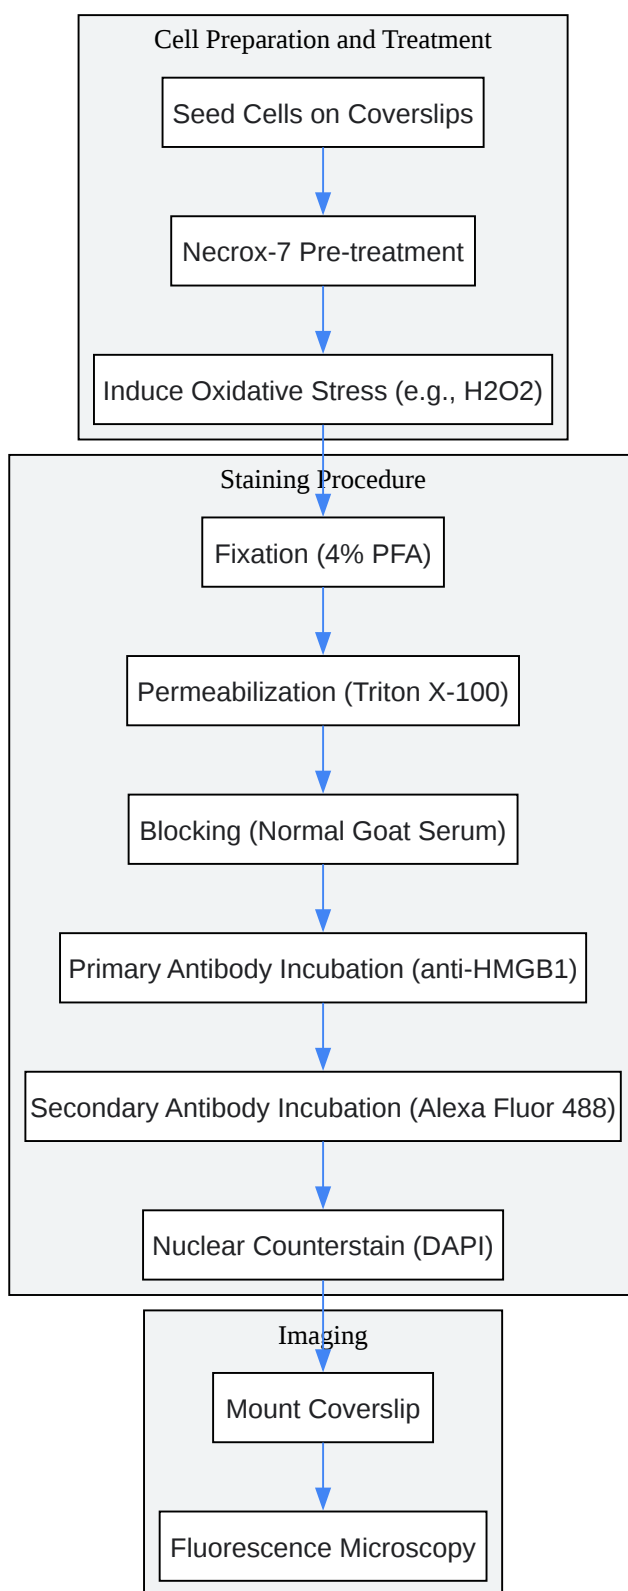 Cell Preparation and Treatment
Seed Cells on Coverslips
Necrox-7 Pre-treatment
Induce Oxidative Stress (e.g., H2O2)
Staining Procedure
Fixation (4% PFA)
Permeabilization (Triton X-100)
Blocking (Normal Goat Serum)
Primary Antibody Incubation (anti-HMGB1)
Secondary Antibody Incubation (Alexa Fluor 488)
Nuclear Counterstain (DAPI)
Imaging
Mount Coverslip
Fluorescence Microscopy